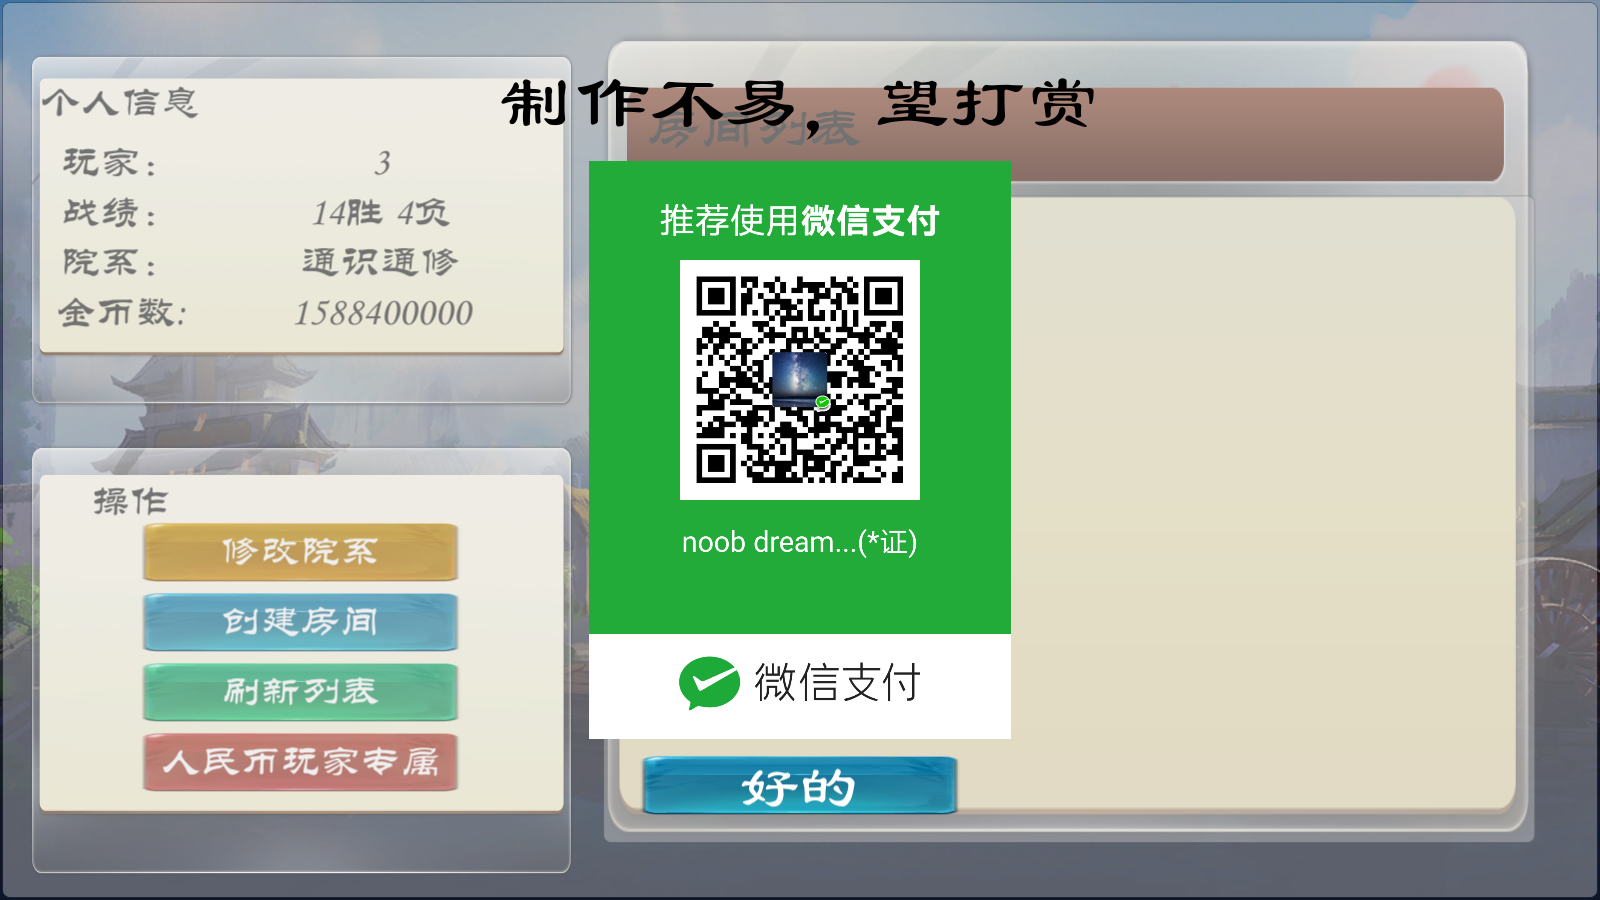 制作不易，望打赏
个人信息
玩家： 3
战绩： 14胜 4负
院系： 通识通修
金币数: 1588400000
操作
修改院系
创建房间
刷新列表
人民币玩家专属
房间列表
推荐使用微信支付
noob dream...(*证)
微信支付
好的